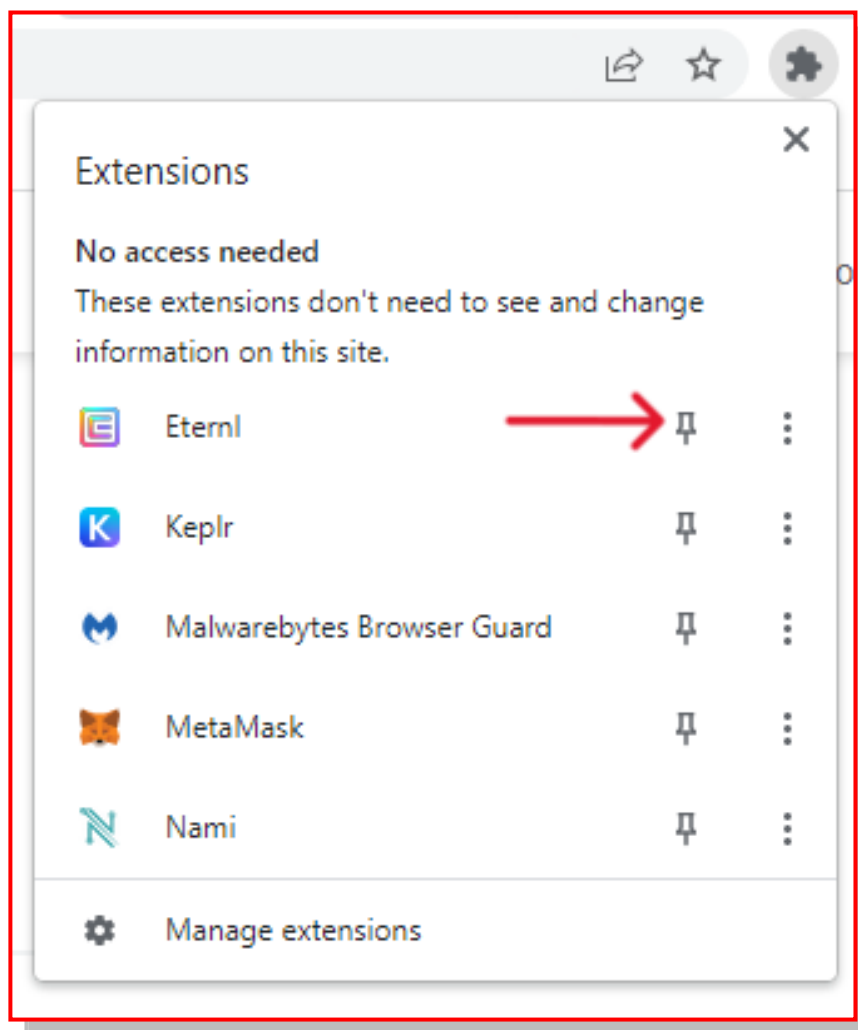 Extensions
No access needed
These extensions don't need to see and change
information on this site.
Eternl
Keplr
Malwarebytes Browser Guard
MetaMask
Nami
Manage extensions